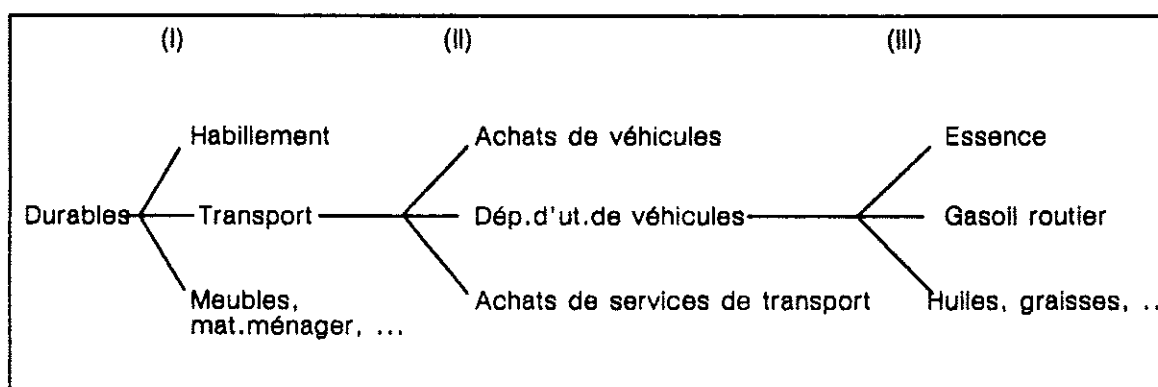 (I) (II) (III)
Habillement Achats de véhicules Essence
Durables Transport Dép.d'ut.de véhicules Gasoil routier
Meubles, Achats de services de transport Huiles, graisses, ..
mat.ménager, ...